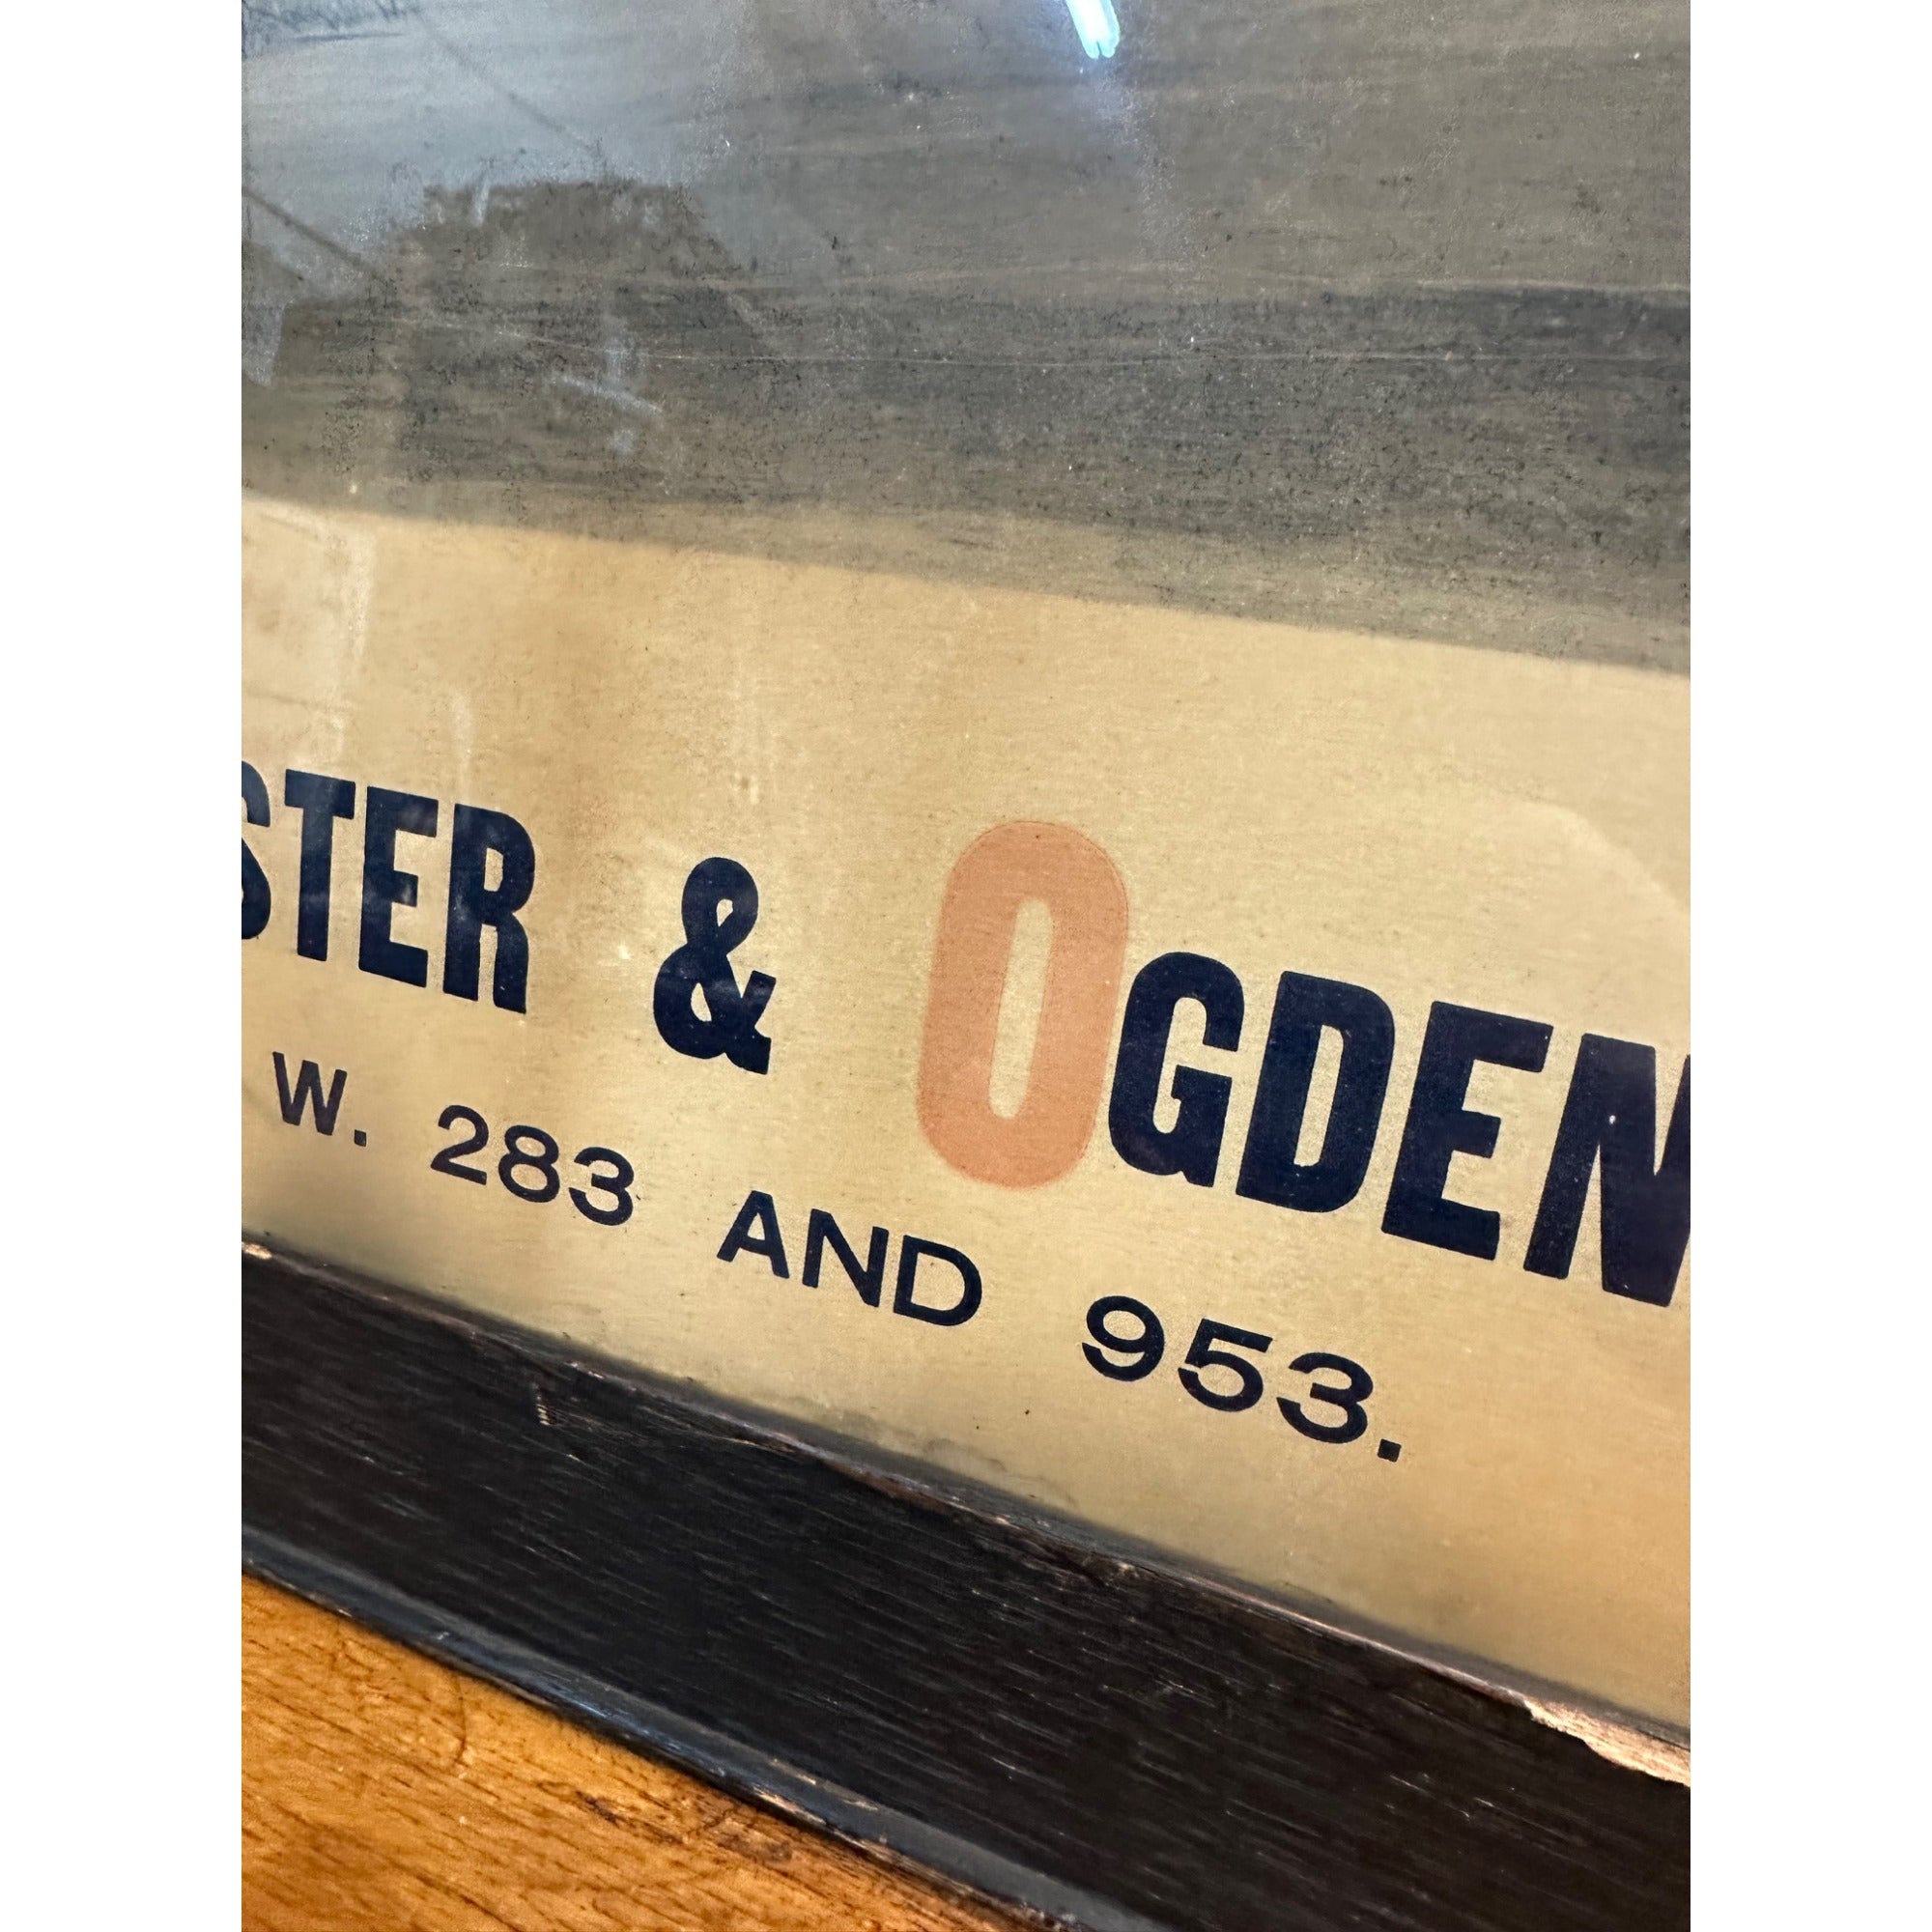 STER & OGDEN
W. 283 AND 953.